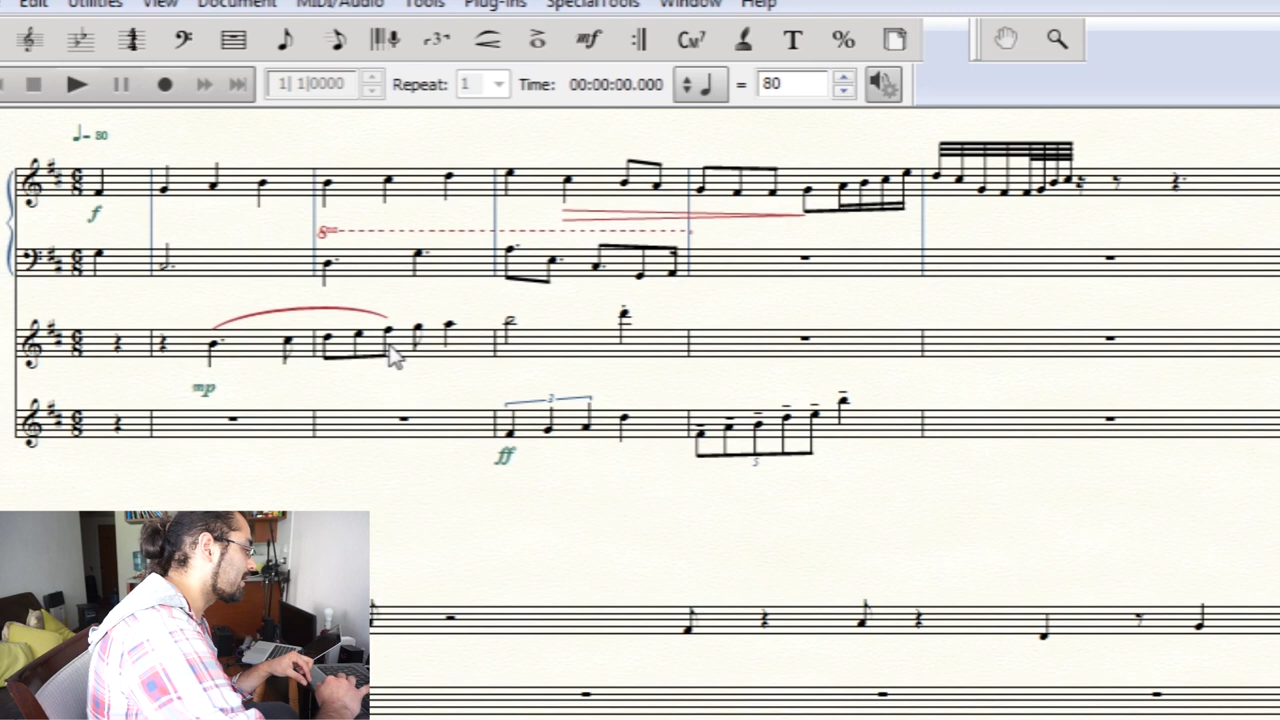 Edit Utilities View Document MIDI/Audio Tools Plug-ins SpecialTools Window Help
3 mf CM7 T %
1| 1|0000 Repeat: 1 Time: 00:00:00.000 = 80
= 80
f
8va
mp
3
ff
5